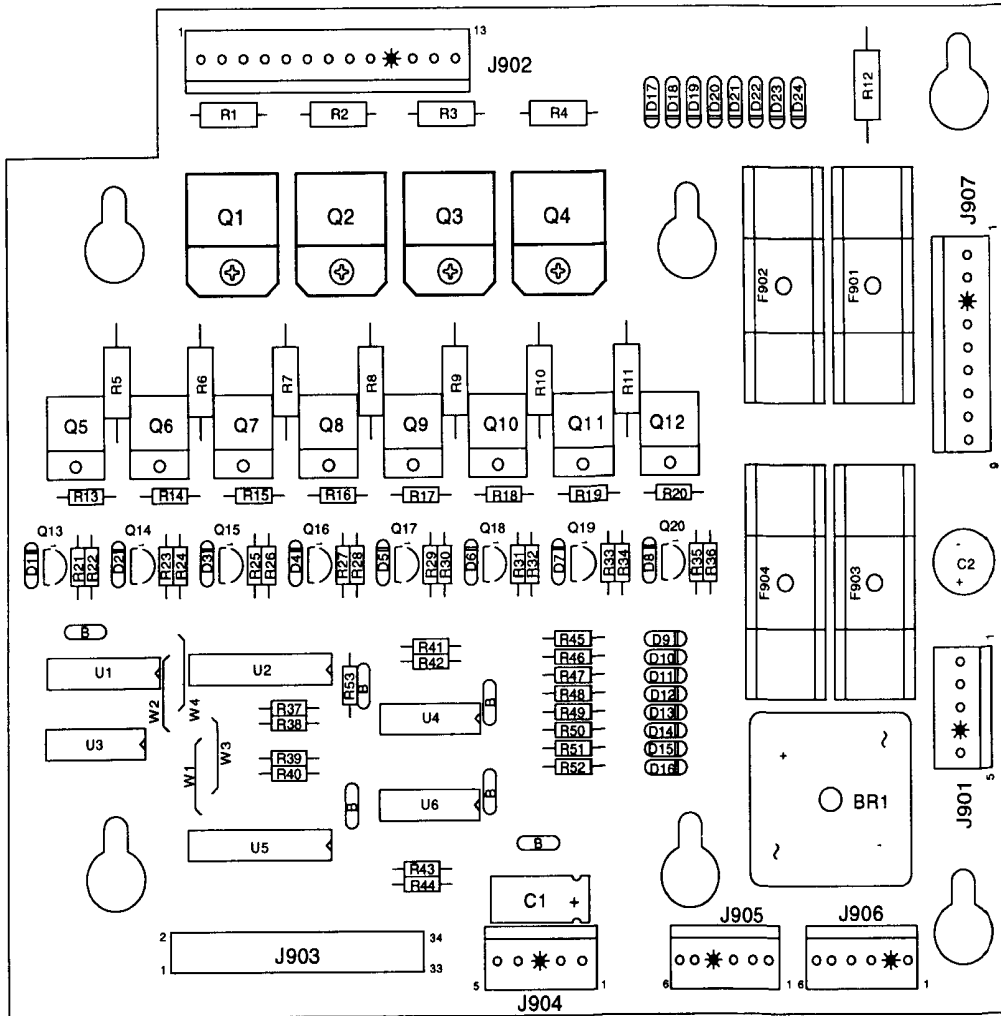 1 13
J902
R1 R2 R3 R4
D17 D18 D19 D20 D21 D22 D23 D24
R12
Q1 Q2 Q3 Q4
F902 F901
J907
1
9
R5 R6 R7 R8 R9 R10 R11
Q5 Q6 Q7 Q8 Q9 Q10 Q11 Q12
R13 R14 R15 R16 R17 R18 R19 R20
Q13 Q14 Q15 Q16 Q17 Q18 Q19 Q20
D1 R21 R22 D2 R23 R24 D3 R25 R26 D4 R27 R28 D5 R29 R30 D6 R31 R32 D7 R33 R34 D8 R35 R36
F904 F903
- C2 +
B
U1 W2 W4 U2 R53 B
R41
R42
R45 D9
R46 D10
R47 D11
R48 D12
R49 D13
R50 D14
R51 D15
R52 D16
1
5
J901
U3 W1 W3
R37
R38
R39
R40
U4 B
U6 B
B
U5
B
+ ~
BR1
~ -
R43
R44
C1 +
2 34
J903
1 33
5 1
J904
J905
6 1
J906
6 1